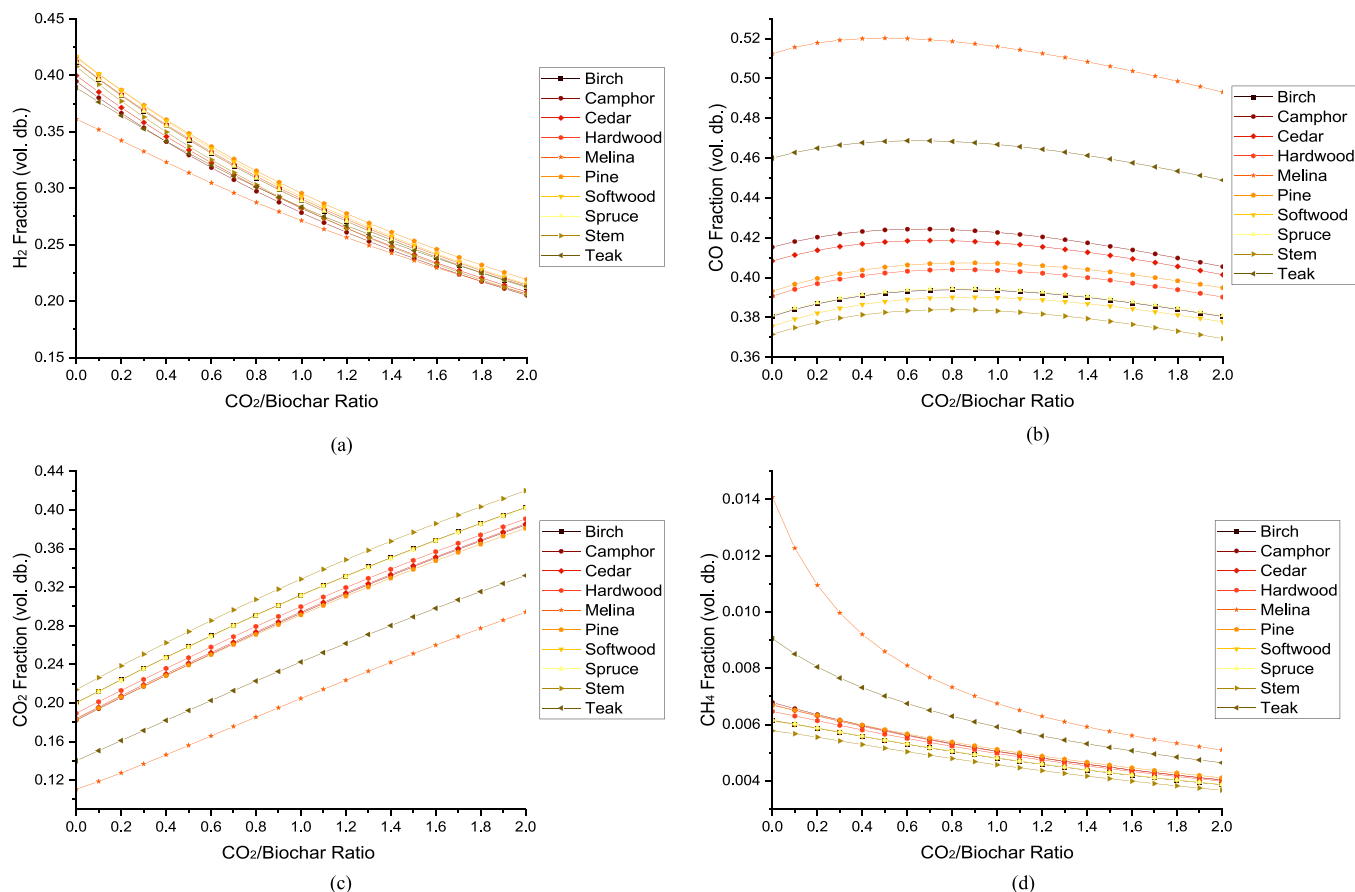 0.45
0.40
0.35
0.30
0.25
0.20
0.15
H2 Fraction (vol. db.)
0.0 0.2 0.4 0.6 0.8 1.0 1.2 1.4 1.6 1.8 2.0
CO2/Biochar Ratio
Birch
Camphor
Cedar
Hardwood
Melina
Pine
Softwood
Spruce
Stem
Teak
(a)
0.52
0.50
0.48
0.46
0.44
0.42
0.40
0.38
0.36
CO Fraction (vol. db.)
0.0 0.2 0.4 0.6 0.8 1.0 1.2 1.4 1.6 1.8 2.0
CO2/Biochar Ratio
Birch
Camphor
Cedar
Hardwood
Melina
Pine
Softwood
Spruce
Stem
Teak
(b)
0.44
0.40
0.36
0.32
0.28
0.24
0.20
0.16
0.12
CO2 Fraction (vol. db.)
0.0 0.2 0.4 0.6 0.8 1.0 1.2 1.4 1.6 1.8 2.0
CO2/Biochar Ratio
Birch
Camphor
Cedar
Hardwood
Melina
Pine
Softwood
Spruce
Stem
Teak
(c)
0.014
0.012
0.010
0.008
0.006
0.004
CH4 Fraction (vol. db.)
0.0 0.2 0.4 0.6 0.8 1.0 1.2 1.4 1.6 1.8 2.0
CO2/Biochar Ratio
Birch
Camphor
Cedar
Hardwood
Melina
Pine
Softwood
Spruce
Stem
Teak
(d)